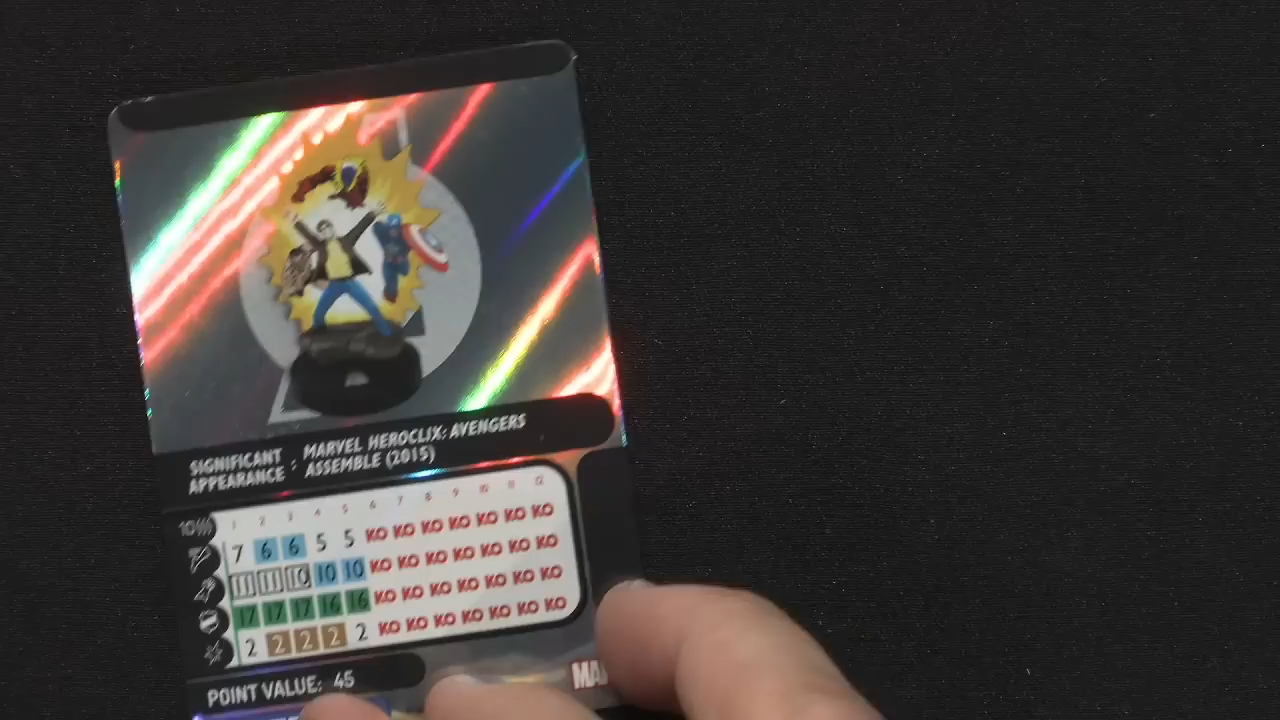 SIGNIFICANT APPEARANCE : MARVEL HEROCLIX: AVENGERS
ASSEMBLE (2015)
1 2 3 4 5 6 7 8 9 10 11 12
10
7 6 6 5 5 KO KO KO KO KO KO KO
11 11 10 10 10 KO KO KO KO KO KO KO
17 17 17 16 16 KO KO KO KO KO KO KO
2 2 2 2 2 KO KO KO KO KO KO KO
POINT VALUE: 45
MA